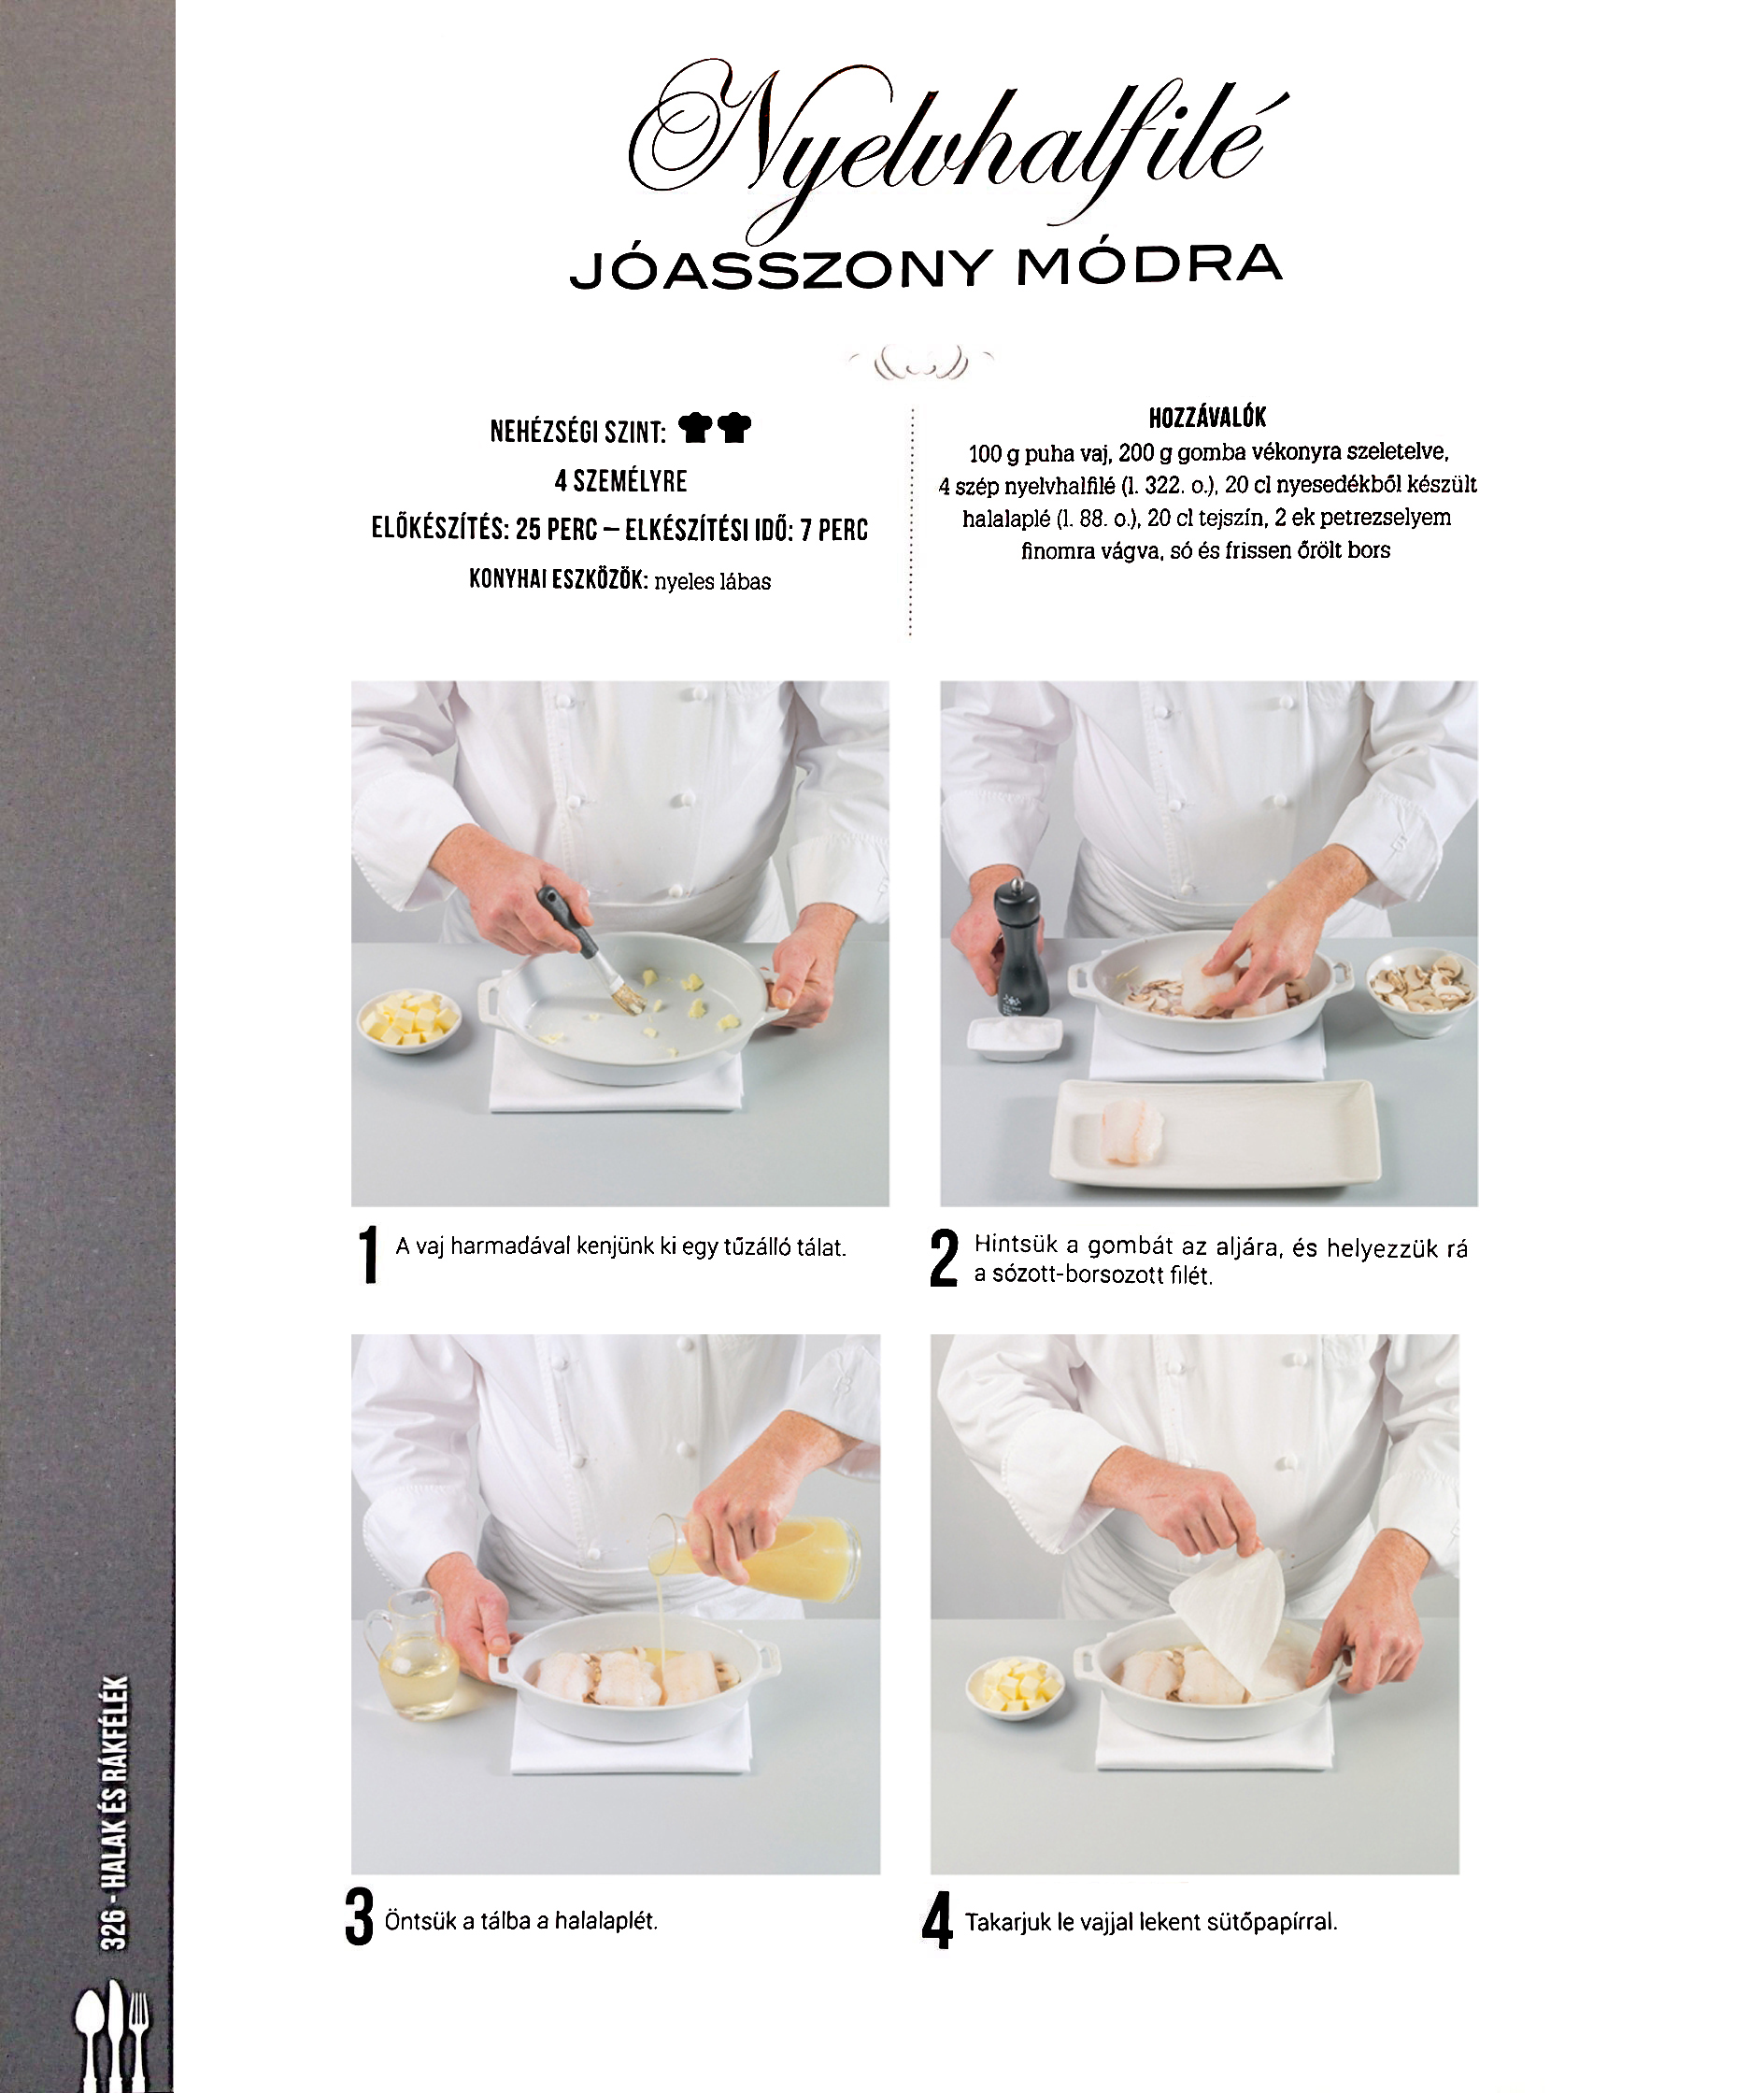 Nyelvhalfilé
JÓASSZONY MÓDRA
NEHÉZSÉGI SZINT:
4 SZEMÉLYRE
ELŐKÉSZÍTÉS: 25 PERC – ELKÉSZÍTÉSI IDŐ: 7 PERC
KONYHAI ESZKÖZÖK: nyeles lábas
HOZZÁVALÓK
100 g puha vaj, 200 g gomba vékonyra szeletelve,
4 szép nyelvhalfilé (l. 322. o.), 20 cl nyesedékből készült
halalaplé (l. 88. o.), 20 cl tejszín, 2 ek petrezselyem
finomra vágva, só és frissen őrölt bors
1 A vaj harmadával kenjünk ki egy tűzálló tálat.
2 Hintsük a gombát az aljára, és helyezzük rá
a sózott-borsozott filét.
3 Öntsük a tálba a halalaplét.
4 Takarjuk le vajjal lekent sütőpapírral.
326 - HALAK ÉS RÁKFÉLÉK